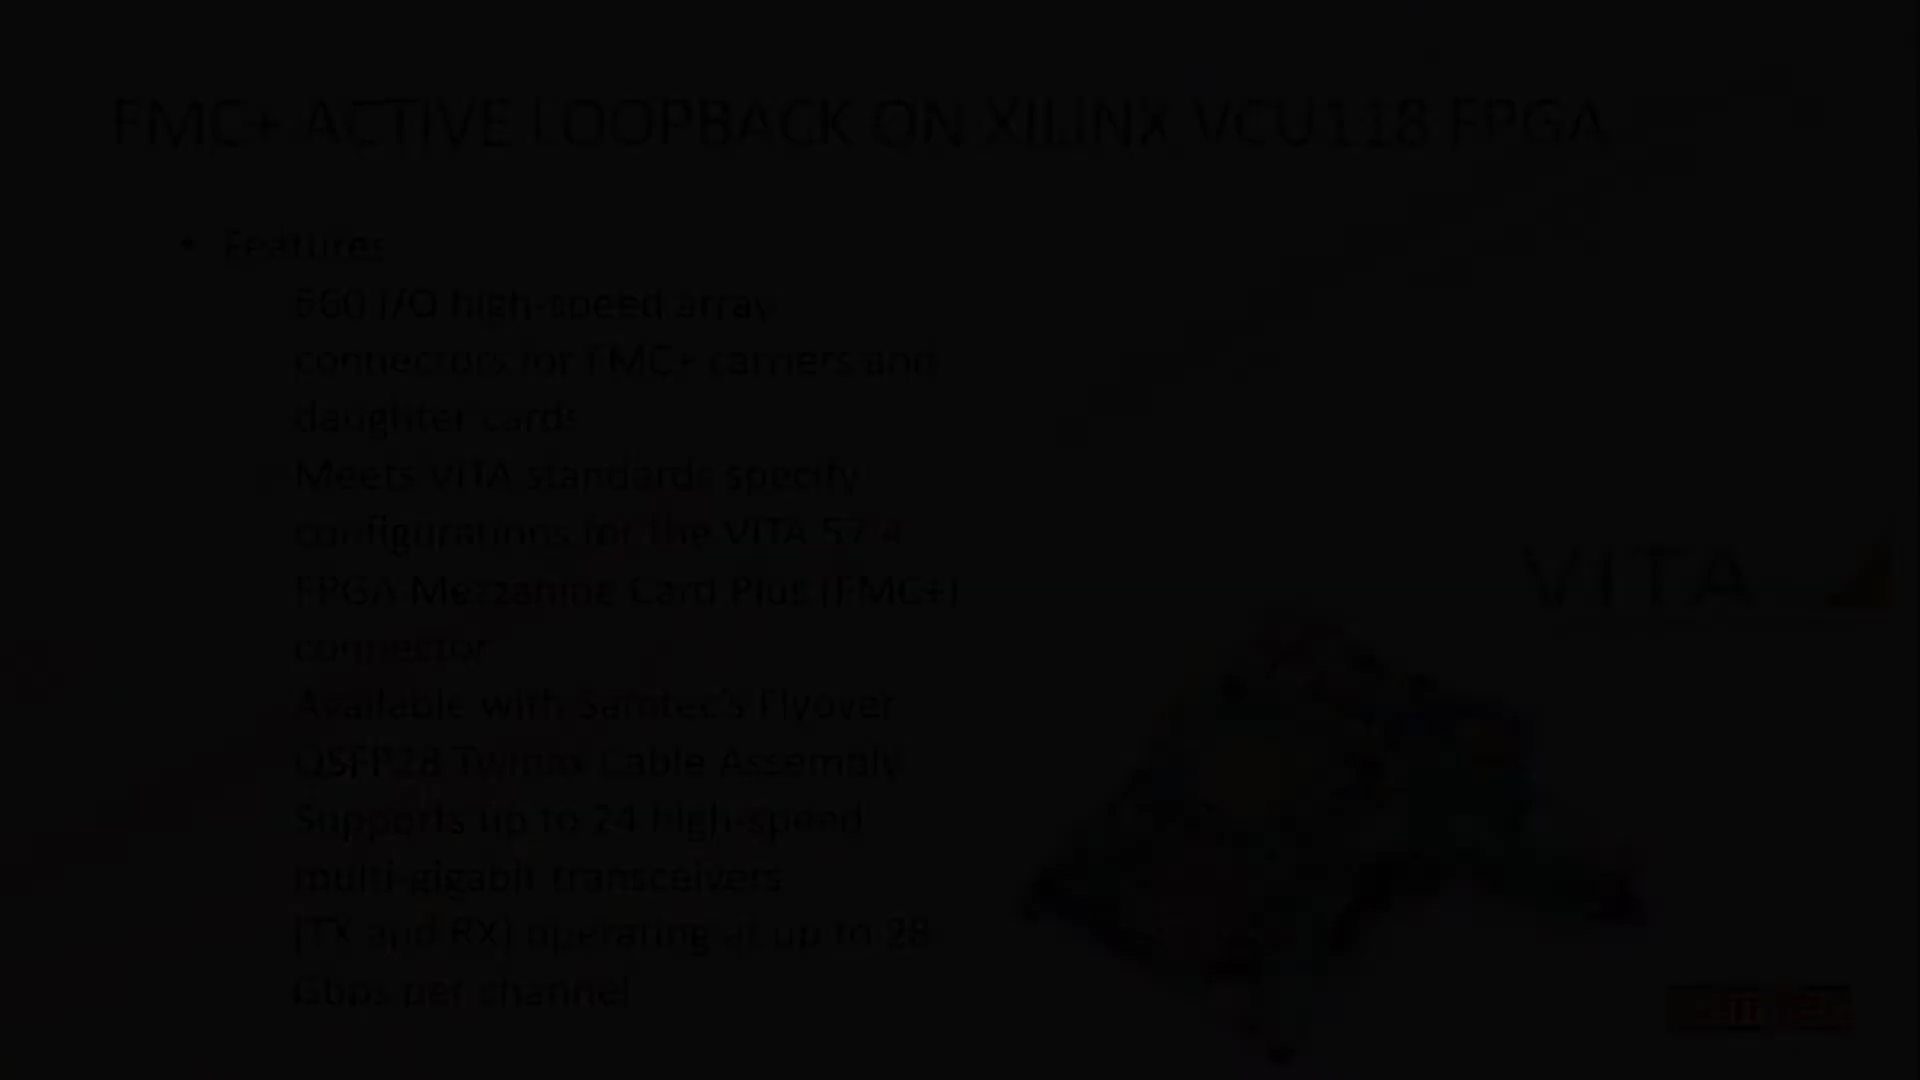 FMC+ ACTIVE LOOPBACK ON XILINX VCU118 FPGA
• Features
560 I/O high-speed array
connectors for FMC+ carriers and
daughter cards
Meets VITA standards specify
configurations for the VITA 57.4
FPGA Mezzanine Card Plus (FMC+)
connector
Available with Samtec's Flyover
QSFP28 Twinax Cable Assembly
Supports up to 24 high-speed
multi-gigabit transceivers
(TX and RX) operating at up to 28
Gbps per channel
VITA
samtec